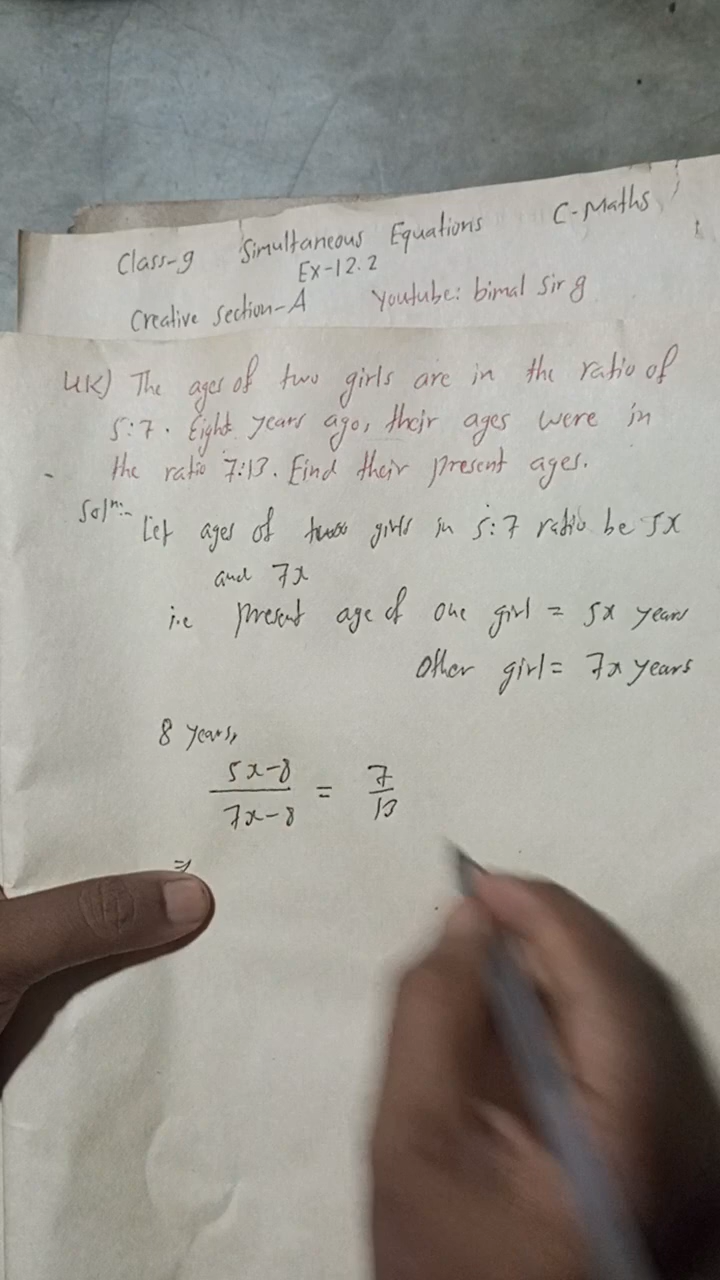 Class-9 Simultaneous Equations C-Maths
Ex-12.2
Creative Section-A Youtube: bimal Sir 9
4K) The ages of two girls are in the ratio of
5:7. Eight years ago, their ages were in
the ratio 7:13. Find their present ages.
Solⁿ:- Let ages of two girls in 5:7 ratio be 5x
and 7x
i.e present age of one girl = 5x years
Other girl = 7x years
8 years,
5x-8 / 7x-8 = 7/13
⇒